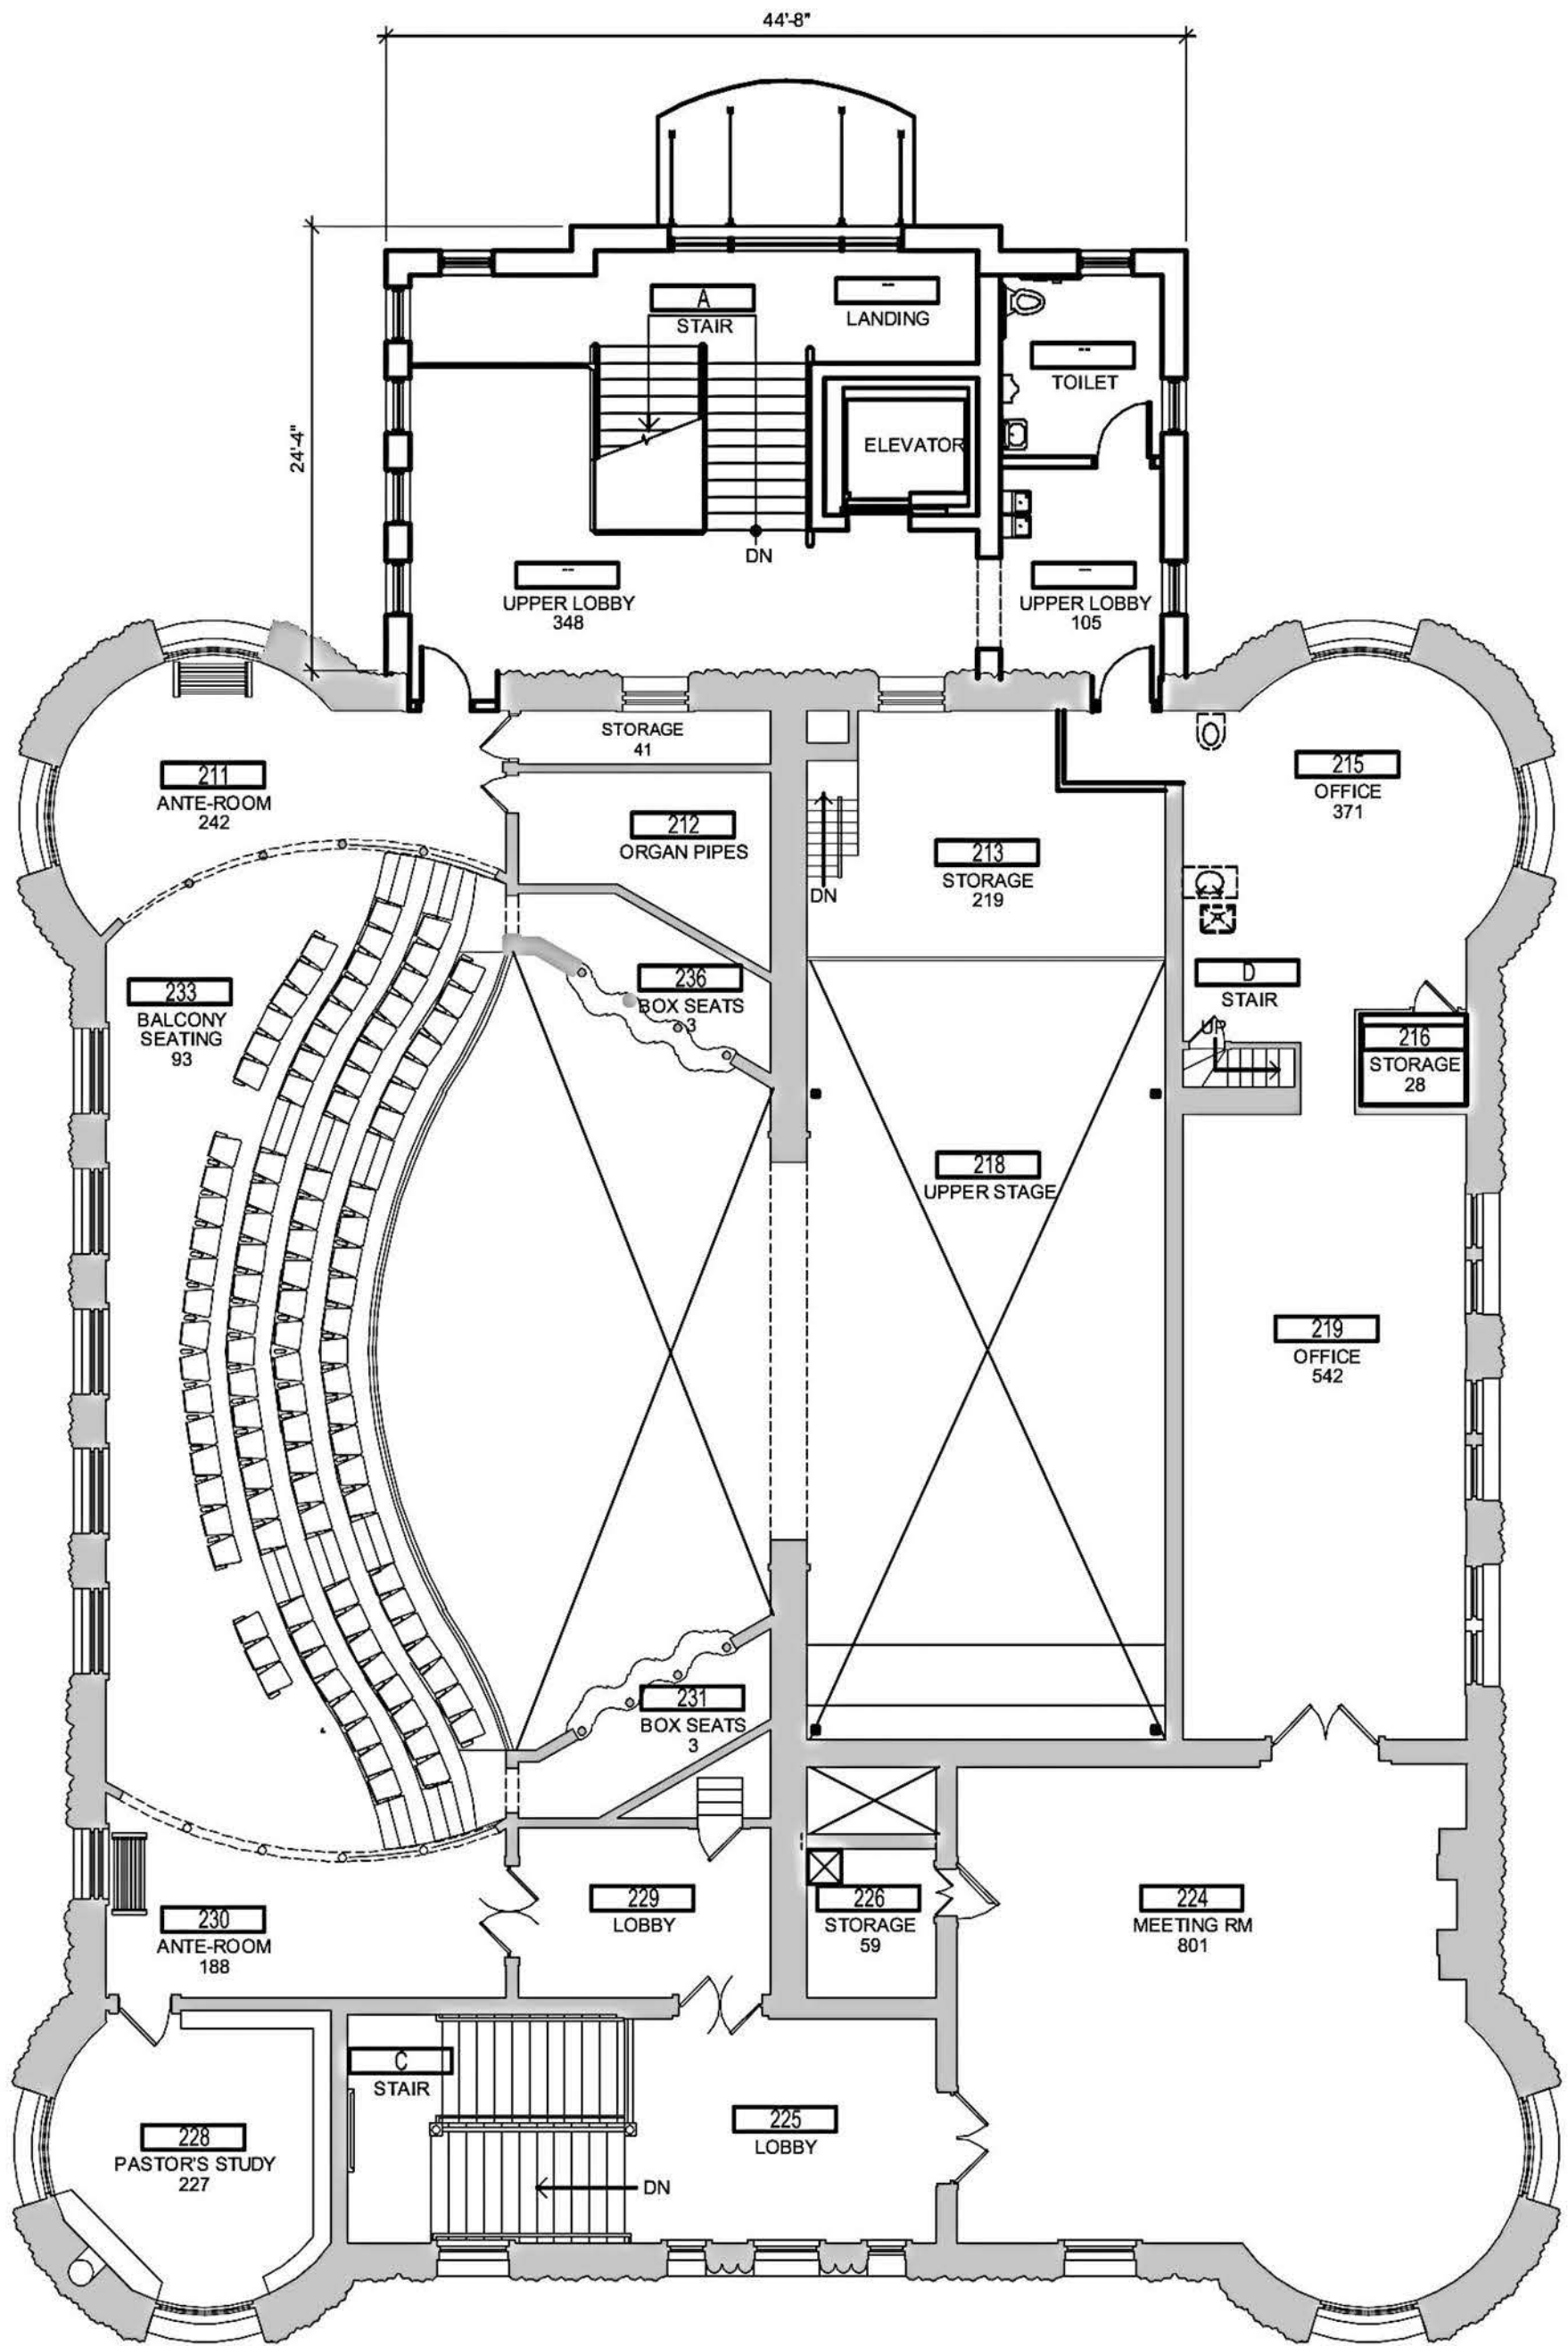 44'-8"
24'-4"
A
STAIR
--
LANDING
--
TOILET
ELEVATOR
DN
--
UPPER LOBBY
348
--
UPPER LOBBY
105
STORAGE
41
211
ANTE-ROOM
242
212
ORGAN PIPES
DN
213
STORAGE
219
215
OFFICE
371
233
BALCONY
SEATING
93
236
BOX SEATS
3
D
STAIR
UP
216
STORAGE
28
218
UPPER STAGE
219
OFFICE
542
231
BOX SEATS
3
230
ANTE-ROOM
188
229
LOBBY
226
STORAGE
59
224
MEETING RM
801
C
STAIR
225
LOBBY
228
PASTOR'S STUDY
227
DN